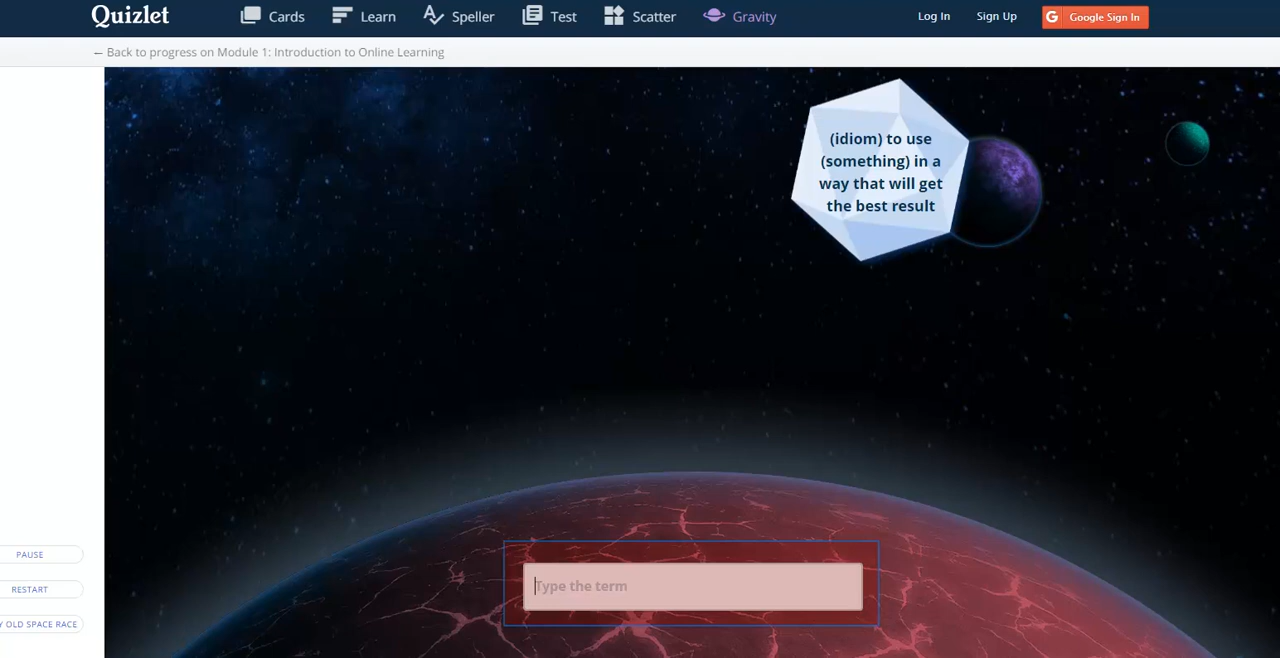 Quizlet Cards Learn Speller Test Scatter Gravity Log In Sign Up G Google Sign In
← Back to progress on Module 1: Introduction to Online Learning
(idiom) to use
(something) in a
way that will get
the best result
PAUSE
RESTART
Y OLD SPACE RACE
Type the term